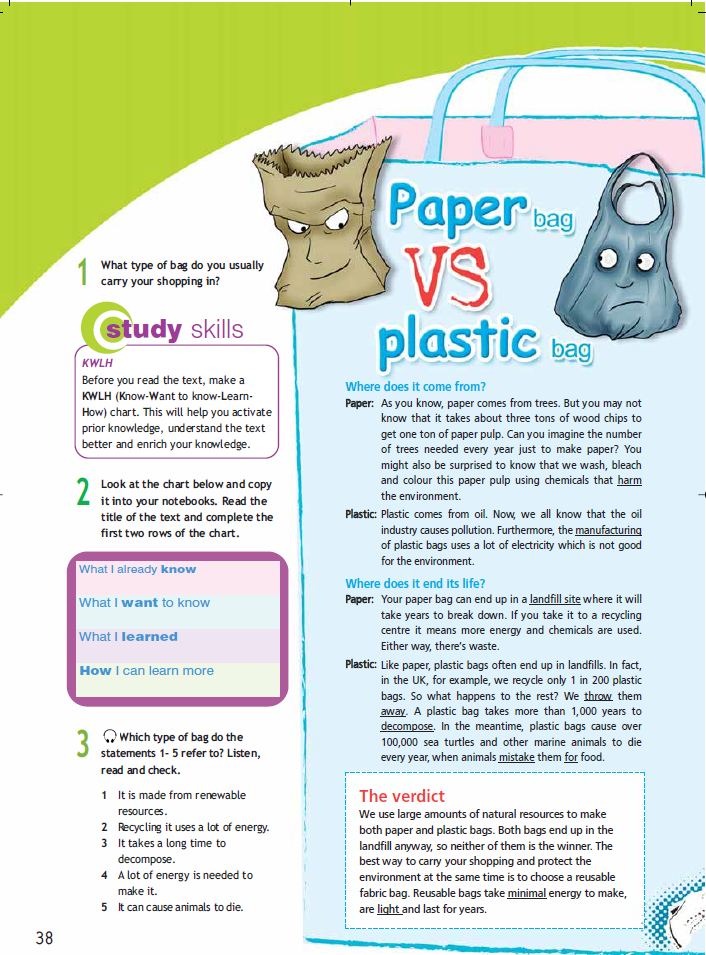 Paper bag
VS
plastic bag
1 What type of bag do you usually
carry your shopping in?
study skills
KWLH
Before you read the text, make a
KWLH (Know-Want to know-Learn-
How) chart. This will help you activate
prior knowledge, understand the text
better and enrich your knowledge.
2 Look at the chart below and copy
it into your notebooks. Read the
title of the text and complete the
first two rows of the chart.
What I already know
What I want to know
What I learned
How I can learn more
3 Which type of bag do the
statements 1- 5 refer to? Listen,
read and check.
1 It is made from renewable
resources.
2 Recycling it uses a lot of energy.
3 It takes a long time to
decompose.
4 A lot of energy is needed to
make it.
5 It can cause animals to die.
Where does it come from?
Paper: As you know, paper comes from trees. But you may not
know that it takes about three tons of wood chips to
get one ton of paper pulp. Can you imagine the number
of trees needed every year just to make paper? You
might also be surprised to know that we wash, bleach
and colour this paper pulp using chemicals that harm
the environment.
Plastic: Plastic comes from oil. Now, we all know that the oil
industry causes pollution. Furthermore, the manufacturing
of plastic bags uses a lot of electricity which is not good
for the environment.
Where does it end its life?
Paper: Your paper bag can end up in a landfill site where it will
take years to break down. If you take it to a recycling
centre it means more energy and chemicals are used.
Either way, there's waste.
Plastic: Like paper, plastic bags often end up in landfills. In fact,
in the UK, for example, we recycle only 1 in 200 plastic
bags. So what happens to the rest? We throw them
away. A plastic bag takes more than 1,000 years to
decompose. In the meantime, plastic bags cause over
100,000 sea turtles and other marine animals to die
every year, when animals mistake them for food.
The verdict
We use large amounts of natural resources to make
both paper and plastic bags. Both bags end up in the
landfill anyway, so neither of them is the winner. The
best way to carry your shopping and protect the
environment at the same time is to choose a reusable
fabric bag. Reusable bags take minimal energy to make,
are light and last for years.
38